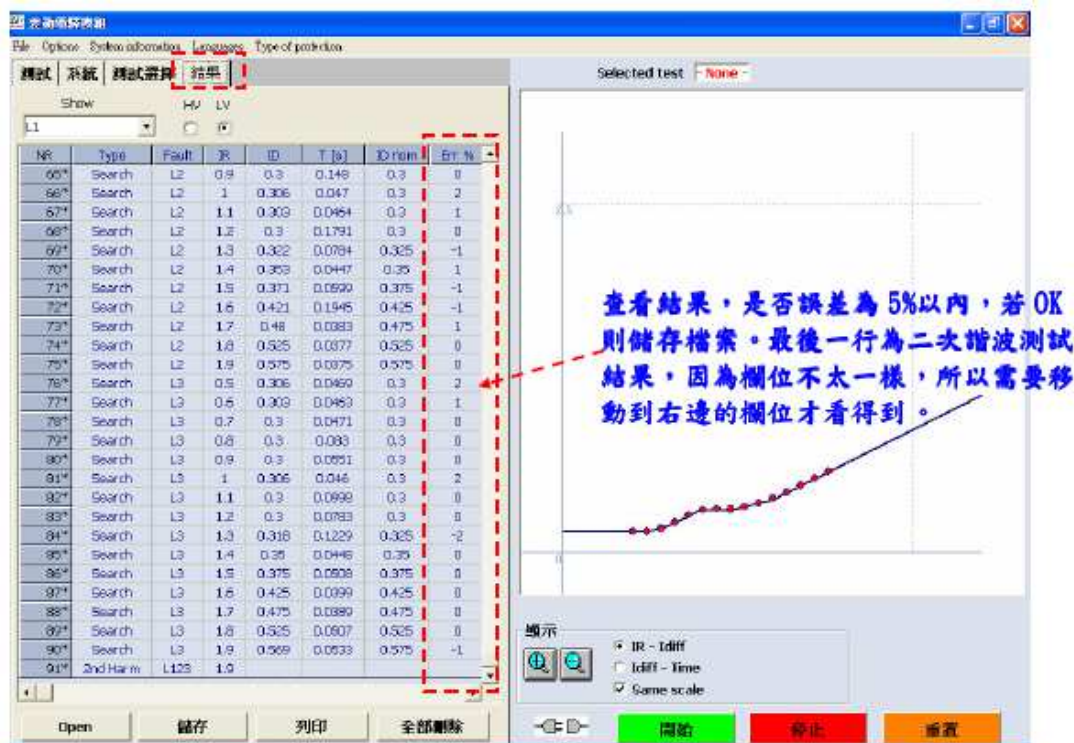 差動電驛模組
File Options System information Languages Type of protection
測試 系統 測試選擇 結果
Selected test - None -
Show HV LV
L1
NR Type Fault IR ID T [s] ID nom Err %
65* Search L2 0.9 0.3 0.148 0.3 0
66* Search L2 1 0.306 0.047 0.3 2
67* Search L2 1.1 0.303 0.0464 0.3 1
68* Search L2 1.2 0.3 0.1791 0.3 0
69* Search L2 1.3 0.322 0.0784 0.325 -1
70* Search L2 1.4 0.353 0.0447 0.35 1
71* Search L2 1.5 0.371 0.0599 0.375 -1
72* Search L2 1.6 0.421 0.1945 0.425 -1
73* Search L2 1.7 0.48 0.0383 0.475 1
74* Search L2 1.8 0.525 0.0377 0.525 0
75* Search L2 1.9 0.575 0.0375 0.575 0
76* Search L3 0.5 0.306 0.0469 0.3 2
77* Search L3 0.6 0.303 0.0463 0.3 1
78* Search L3 0.7 0.3 0.0471 0.3 0
79* Search L3 0.8 0.3 0.083 0.3 0
80* Search L3 0.9 0.3 0.0551 0.3 0
81* Search L3 1 0.306 0.046 0.3 2
82* Search L3 1.1 0.3 0.0998 0.3 0
83* Search L3 1.2 0.3 0.0783 0.3 0
84* Search L3 1.3 0.318 0.1229 0.325 -2
85* Search L3 1.4 0.35 0.0448 0.35 0
86* Search L3 1.5 0.375 0.0508 0.375 0
87* Search L3 1.6 0.425 0.0399 0.425 0
88* Search L3 1.7 0.475 0.0389 0.475 0
89* Search L3 1.8 0.525 0.0507 0.525 0
90* Search L3 1.9 0.569 0.0533 0.575 -1
91* 2nd Harm L123 1.9
查看結果，是否誤差為 5%以內，若 OK
則儲存檔案。最後一行為二次諧波測試
結果，因為欄位不太一樣，所以需要移
動到右邊的欄位才看得到。
0
顯示
IR - Idiff
Idiff - Time
Same scale
Open 儲存 列印 全部刪除 開始 停止 重置